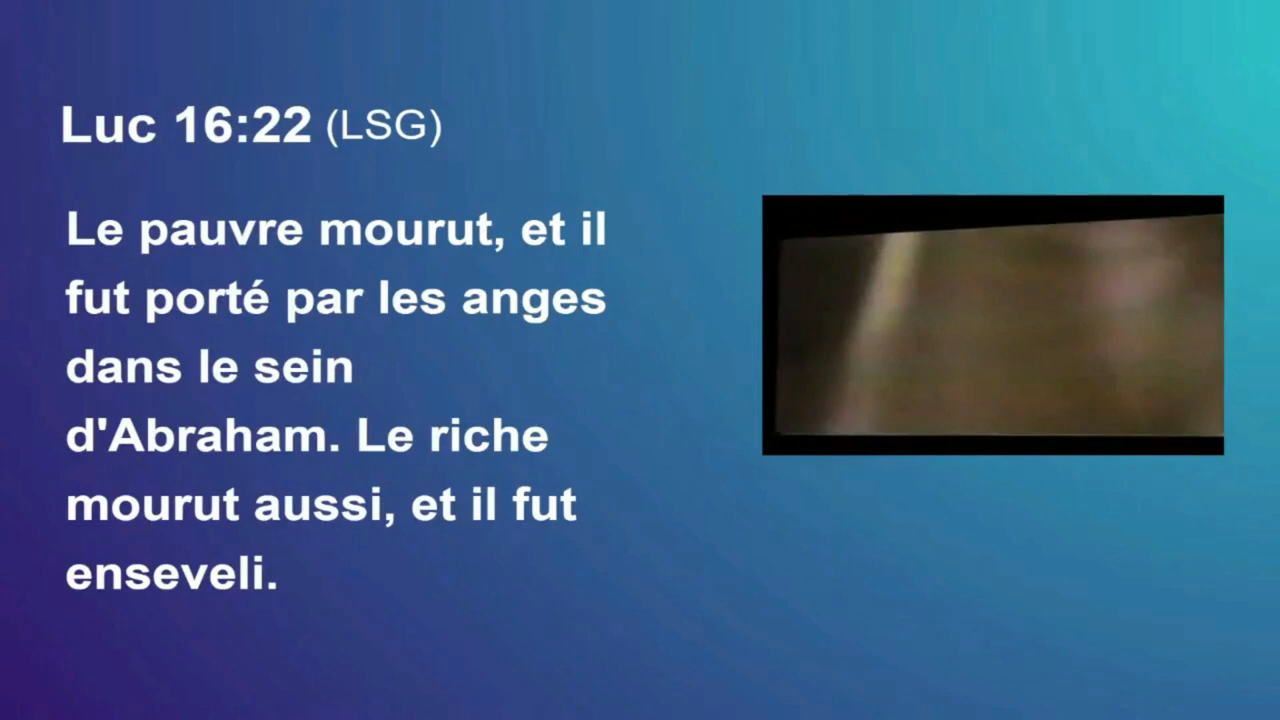 Luc 16:22 (LSG)
Le pauvre mourut, et il
fut porté par les anges
dans le sein
d'Abraham. Le riche
mourut aussi, et il fut
enseveli.